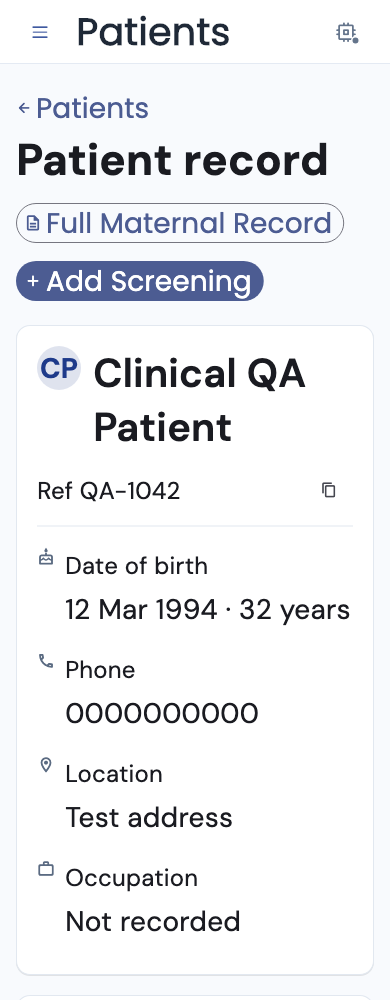 Patients
Patients
Patient record
Full Maternal Record
+ Add Screening
CP
Clinical QA
Patient
Ref QA-1042
Date of birth
12 Mar 1994 · 32 years
Phone
0000000000
Location
Test address
Occupation
Not recorded